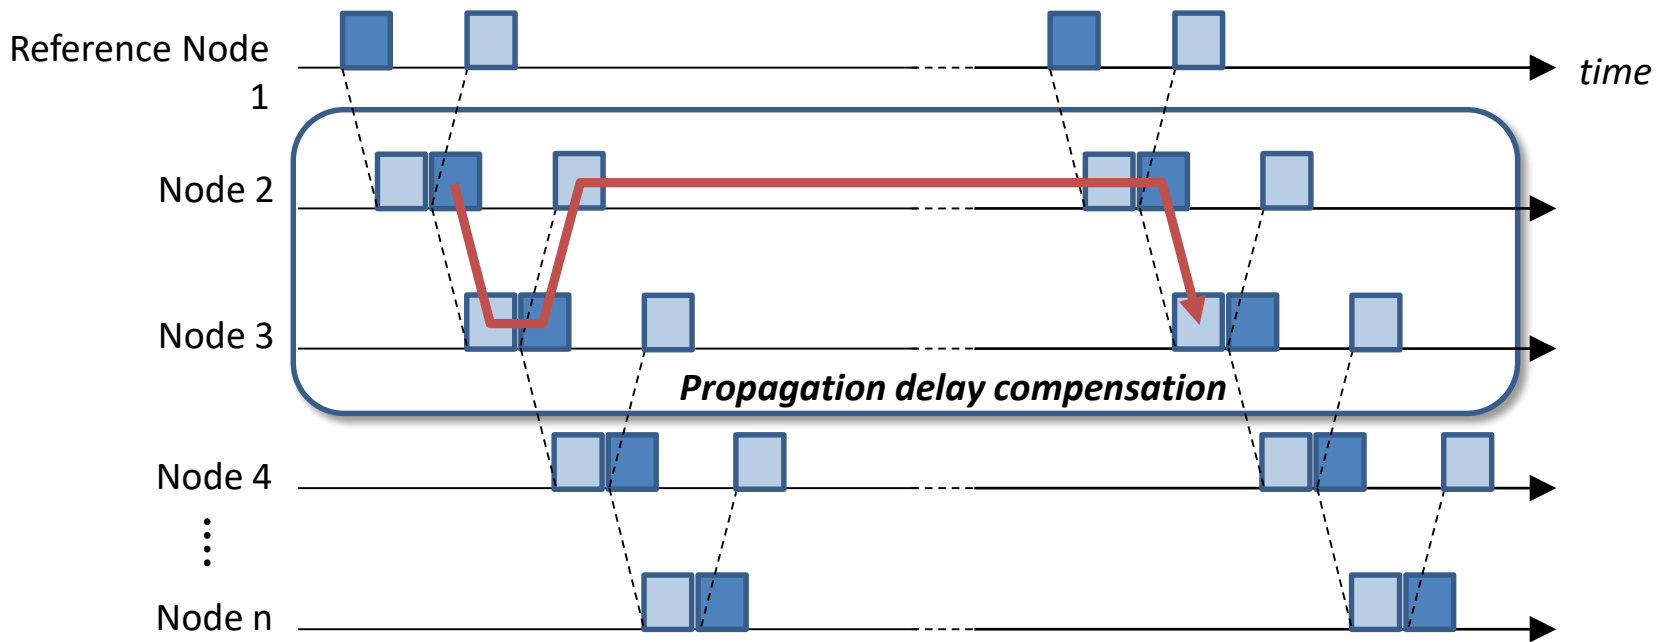 Reference Node
1
time
Node 2
Node 3
Propagation delay compensation
Node 4
Node n